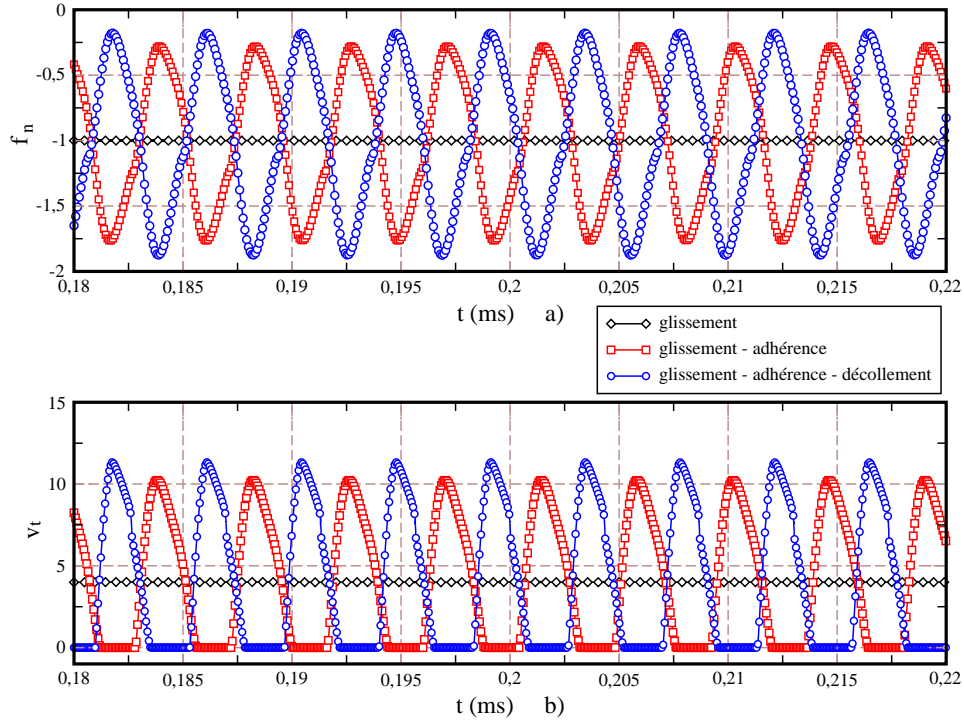 0
-0,5
-1
-1,5
-2
f n
0,18 0,185 0,19 0,195 0,2 0,205 0,21 0,215 0,22
t (ms) a)
glissement
glissement - adhérence
glissement - adhérence - décollement
15
10
5
0
v t
0,18 0,185 0,19 0,195 0,2 0,205 0,21 0,215 0,22
t (ms) b)